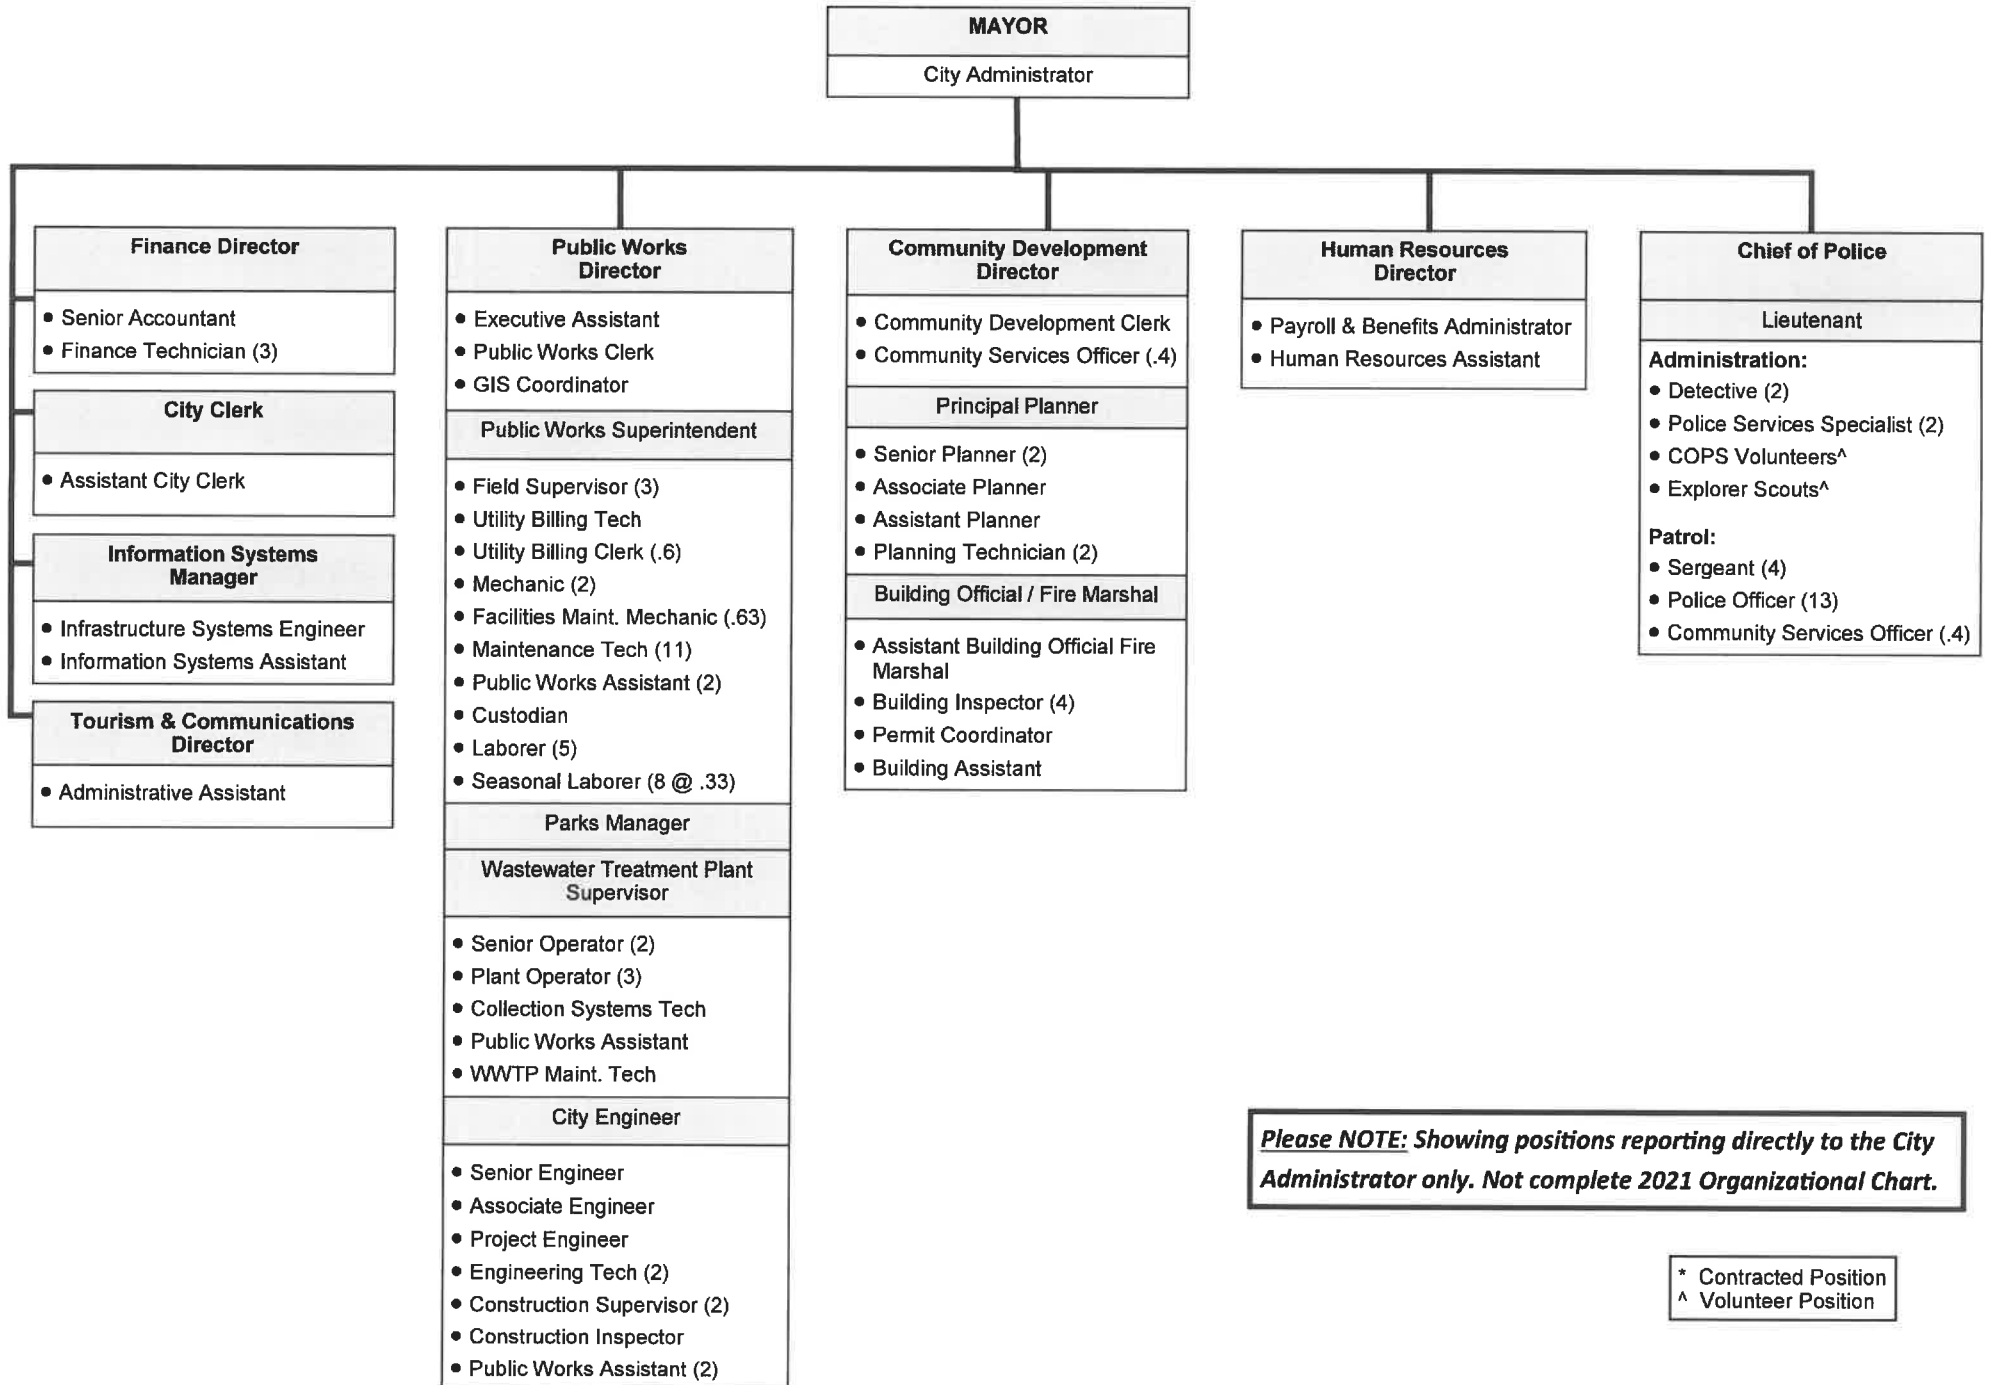 MAYOR
City Administrator
Finance Director
• Senior Accountant
• Finance Technician (3)
City Clerk
• Assistant City Clerk
Information Systems
Manager
• Infrastructure Systems Engineer
• Information Systems Assistant
Tourism & Communications
Director
• Administrative Assistant
Public Works
Director
• Executive Assistant
• Public Works Clerk
• GIS Coordinator
Public Works Superintendent
• Field Supervisor (3)
• Utility Billing Tech
• Utility Billing Clerk (.6)
• Mechanic (2)
• Facilities Maint. Mechanic (.63)
• Maintenance Tech (11)
• Public Works Assistant (2)
• Custodian
• Laborer (5)
• Seasonal Laborer (8 @ .33)
Parks Manager
Wastewater Treatment Plant
Supervisor
• Senior Operator (2)
• Plant Operator (3)
• Collection Systems Tech
• Public Works Assistant
• WWTP Maint. Tech
City Engineer
• Senior Engineer
• Associate Engineer
• Project Engineer
• Engineering Tech (2)
• Construction Supervisor (2)
• Construction Inspector
• Public Works Assistant (2)
Community Development
Director
• Community Development Clerk
• Community Services Officer (.4)
Principal Planner
• Senior Planner (2)
• Associate Planner
• Assistant Planner
• Planning Technician (2)
Building Official / Fire Marshal
• Assistant Building Official Fire
Marshal
• Building Inspector (4)
• Permit Coordinator
• Building Assistant
Human Resources
Director
• Payroll & Benefits Administrator
• Human Resources Assistant
Chief of Police
Lieutenant
Administration:
• Detective (2)
• Police Services Specialist (2)
• COPS Volunteers^
• Explorer Scouts^
Patrol:
• Sergeant (4)
• Police Officer (13)
• Community Services Officer (.4)
Please NOTE: Showing positions reporting directly to the City
Administrator only. Not complete 2021 Organizational Chart.
* Contracted Position
^ Volunteer Position